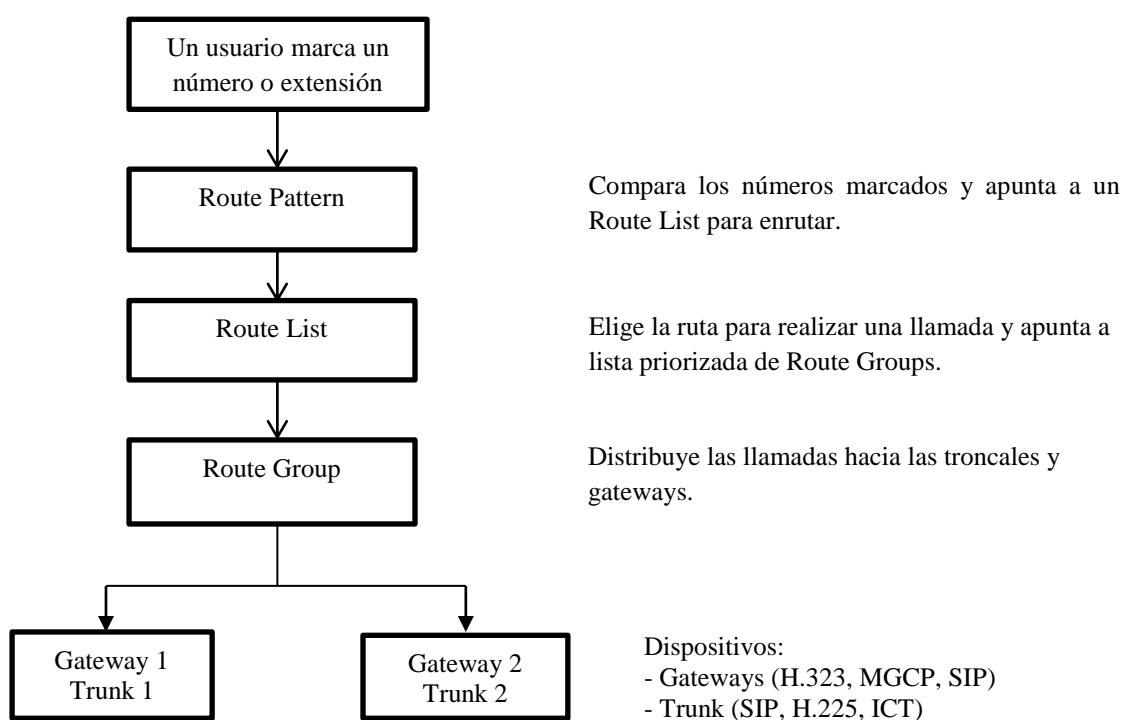 Un usuario marca un
número o extensión
Route Pattern
Compara los números marcados y apunta a un
Route List para enrutar.
Route List
Elige la ruta para realizar una llamada y apunta a
lista priorizada de Route Groups.
Route Group
Distribuye las llamadas hacia las troncales y
gateways.
Gateway 1
Trunk 1
Gateway 2
Trunk 2
Dispositivos:
- Gateways (H.323, MGCP, SIP)
- Trunk (SIP, H.225, ICT)